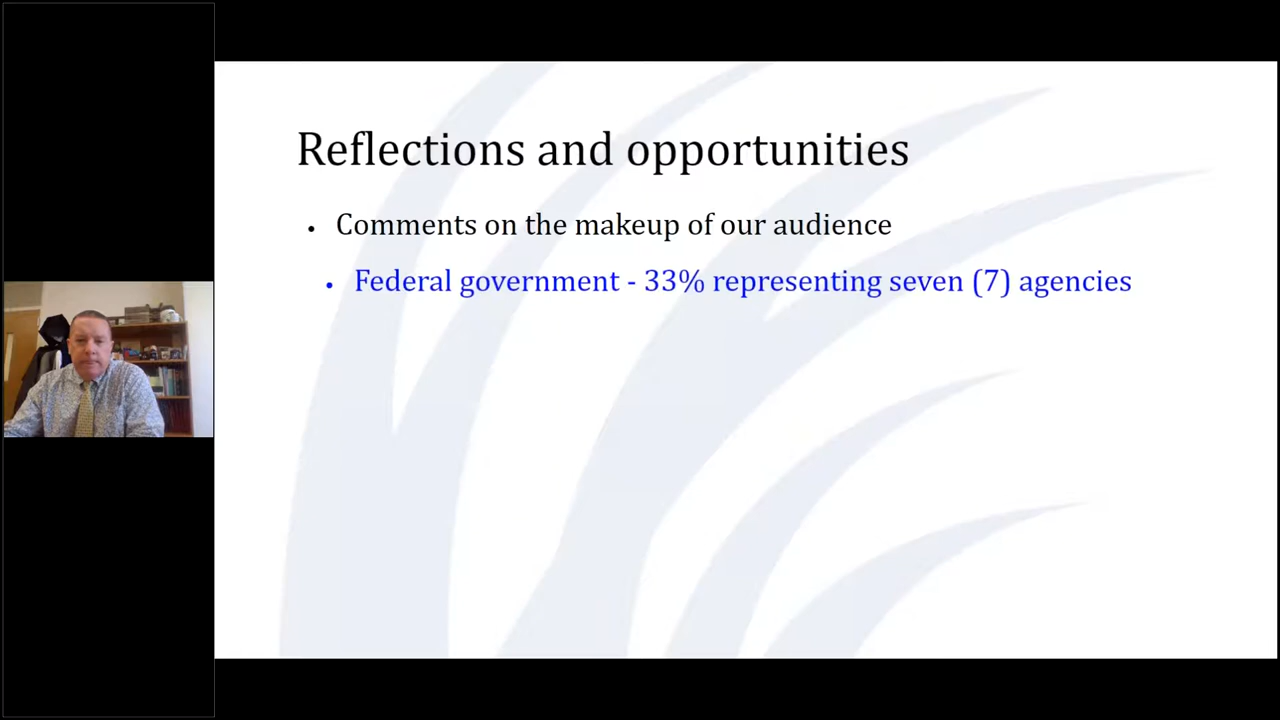 Reflections and opportunities
• Comments on the makeup of our audience
• Federal government - 33% representing seven (7) agencies